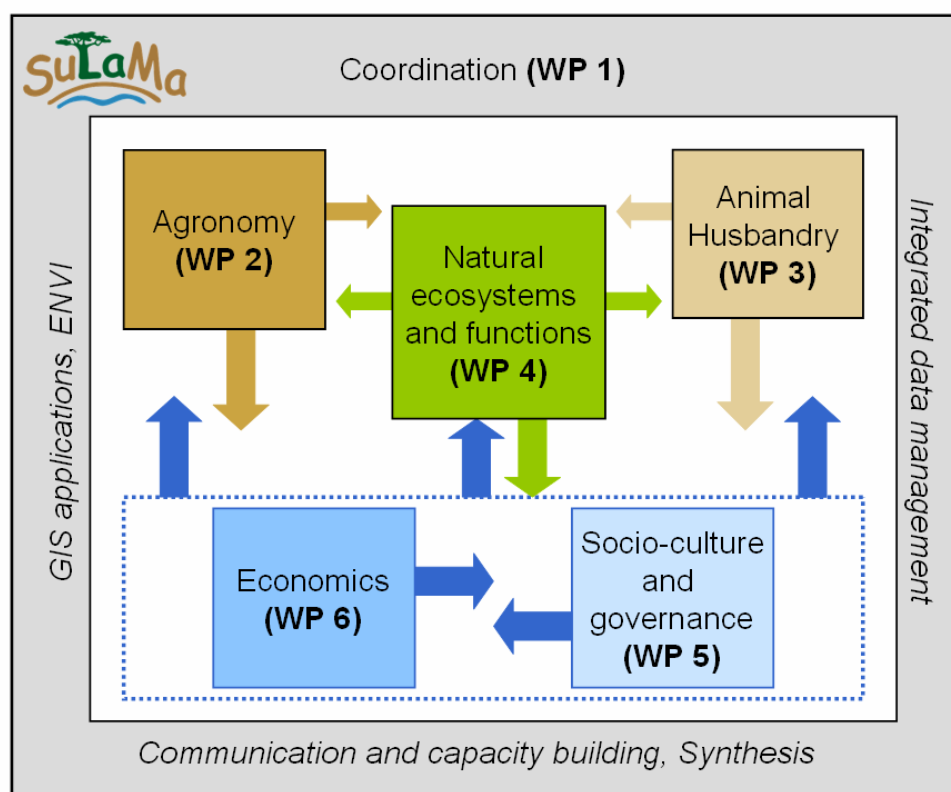 SuLaMa
Coordination (WP 1)
Agronomy
(WP 2)
Animal
Husbandry
(WP 3)
Natural
ecosystems
and functions
(WP 4)
GIS applications, ENVI
Integrated data management
Economics
(WP 6)
Socio-culture
and
governance
(WP 5)
Communication and capacity building, Synthesis